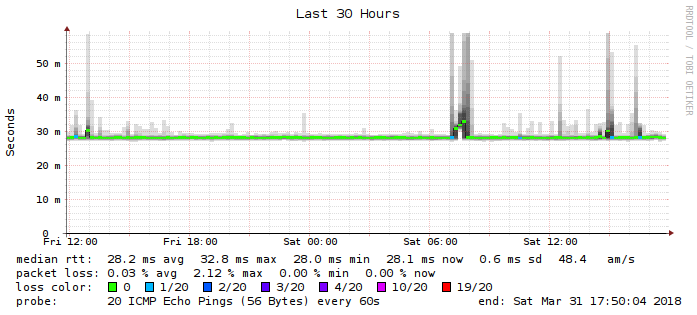 Last 30 Hours
RRDTOOL / TOBI OETIKER
Seconds
50 m
40 m
30 m
20 m
10 m
0
Fri 12:00 Fri 18:00 Sat 00:00 Sat 06:00 Sat 12:00
median rtt: 28.2 ms avg 32.8 ms max 28.0 ms min 28.1 ms now 0.6 ms sd 48.4 am/s
packet loss: 0.03 % avg 2.12 % max 0.00 % min 0.00 % now
loss color: 0 1/20 2/20 3/20 4/20 10/20 19/20
probe: 20 ICMP Echo Pings (56 Bytes) every 60s end: Sat Mar 31 17:50:04 2018